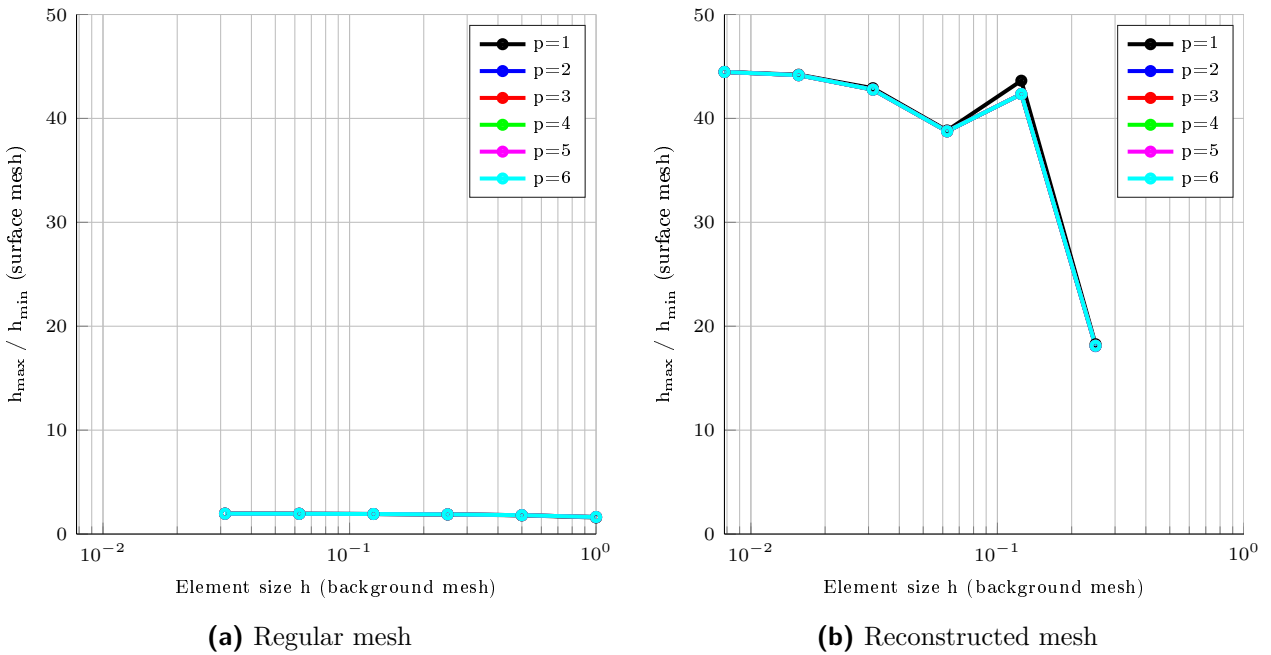 50
40
30
20
10
0
h_max / h_min (surface mesh)
p=1
p=2
p=3
p=4
p=5
p=6
10^−2
10^−1
10^0
Element size h (background mesh)
(a) Regular mesh
50
40
30
20
10
0
h_max / h_min (surface mesh)
p=1
p=2
p=3
p=4
p=5
p=6
10^−2
10^−1
10^0
Element size h (background mesh)
(b) Reconstructed mesh